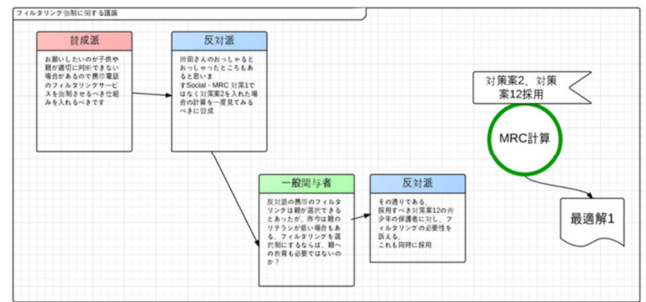 フィルタリング強制に関する議論
賛成派
お願いしたいのが子供や
親が適切に判断できない
場合があるので携帯電話
のフィルタリングサービ
スを強制させるべき仕組
みを入れるべきです
反対派
さんのおっしゃると
おっしゃったところもあ
ると思いま
すSocial・MRC 対策1で
はなく対策案2を入れた場
合の計算を一度見てみる
べきに賛成
一般関与者
反対派の携帯のフィルタ
リングは親が選択できる
とあったが、昨今は親の
リテラシが低い場合もあ
る、フィルタリングを選
択制にするならば、親へ
の教育も必要ではないの
か?
反対派
その通りである、
採用すべき対策案12の青
少年の保護者に対し、フ
ィルタリングの必要性を
訴える、
これも同時に採用
対策案2、対策
案12採用
MRC計算
最適解1